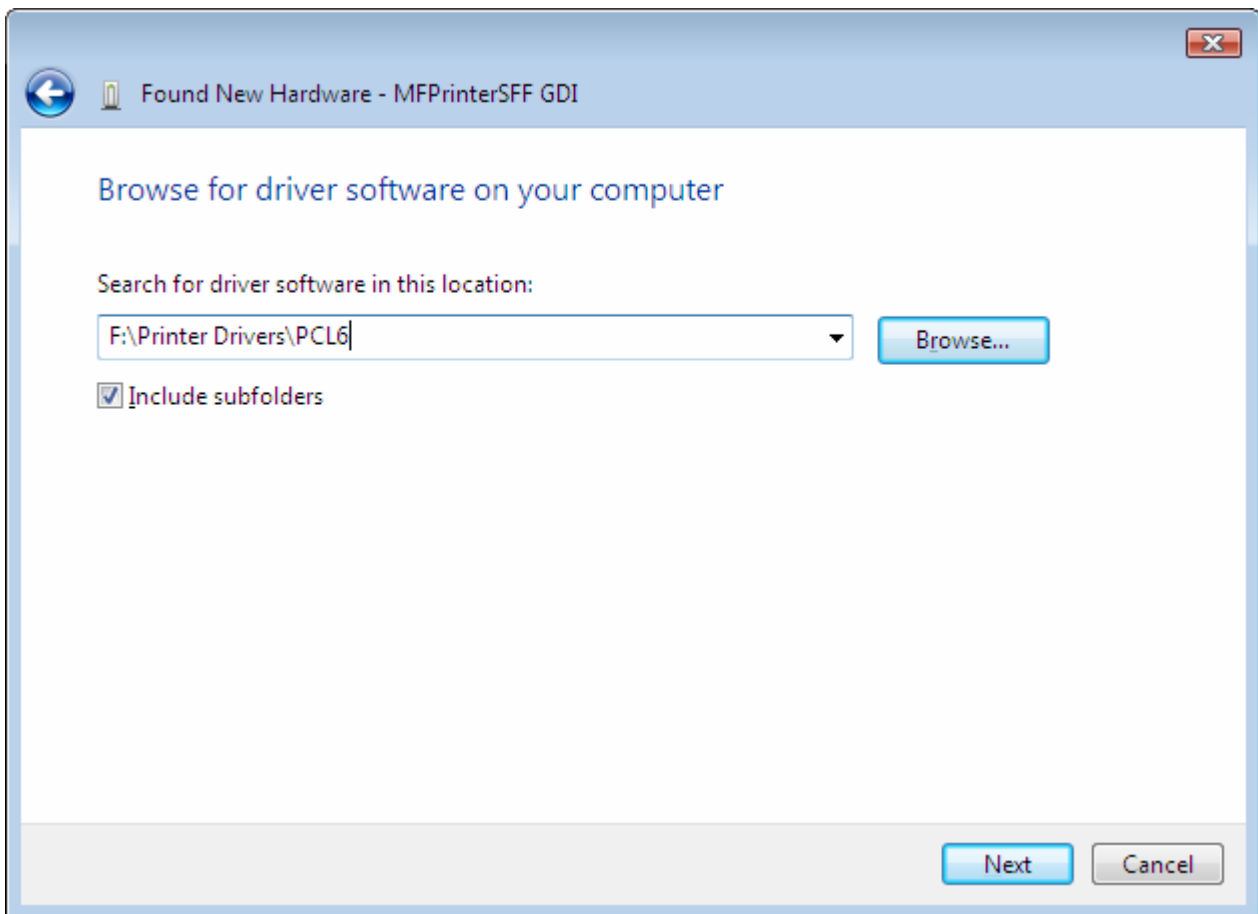 Found New Hardware - MFPrinterSFF GDI
Browse for driver software on your computer
Search for driver software in this location:
F:\Printer Drivers\PCL6
Browse...
Include subfolders
Next
Cancel